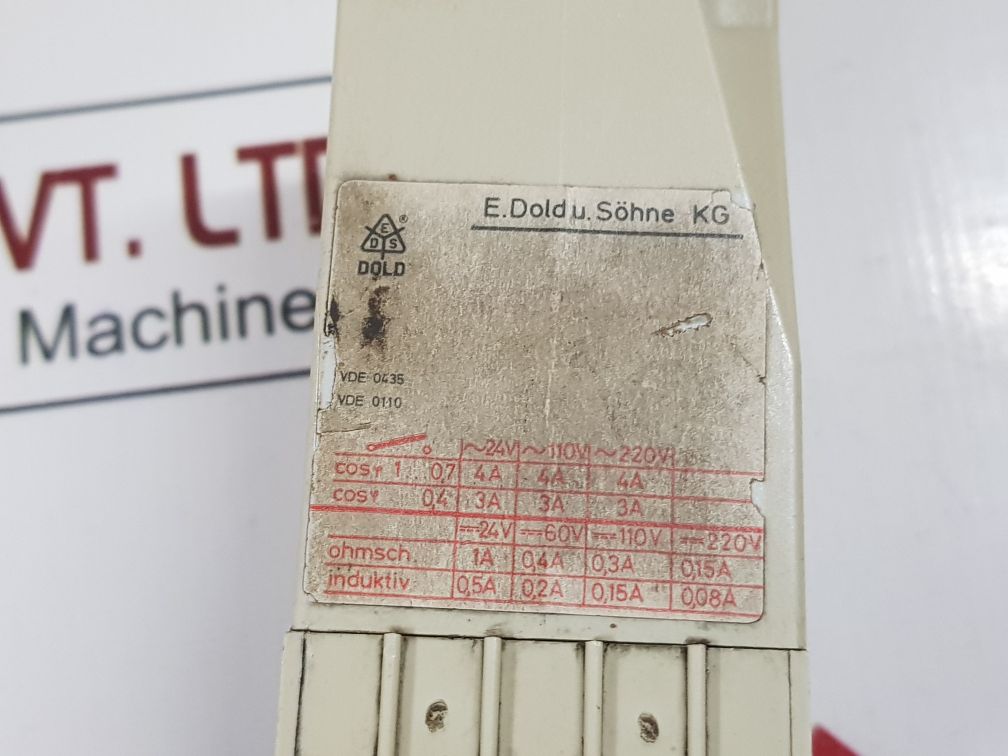 VT. LTD
Machine
E.Dold u. Söhne KG
®
E
D S
DOLD
VDE 0435
VDE 0110
~24V ~110V ~220V
cosφ 1 0,7 4A 4A 4A
cosφ 0,4 3A 3A 3A
⎓24V ⎓60V ⎓110V ⎓220V
ohmsch. 1A 0,4A 0,3A 0,15A
induktiv 0,5A 0,2A 0,15A 0,08A